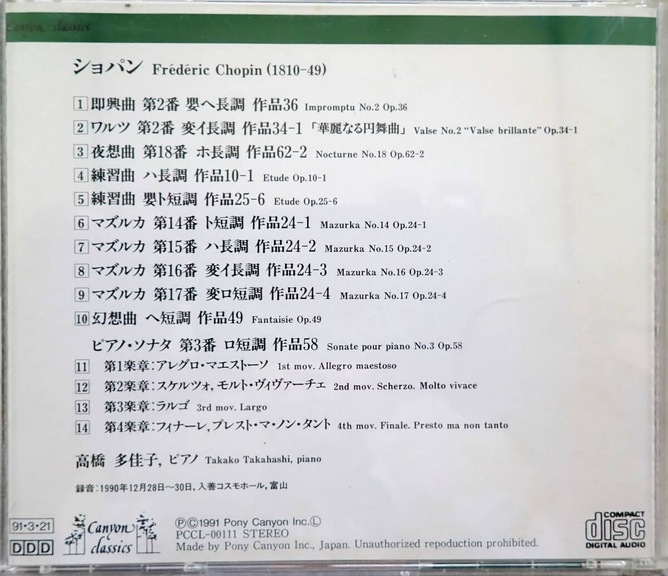 Canyon classics
ショパン Frédéric Chopin (1810-49)
1 即興曲 第2番 嬰ヘ長調 作品36 Impromptu No.2 Op.36
2 ワルツ 第2番 変イ長調 作品34-1「華麗なる円舞曲」 Valse No.2 “Valse brillante” Op.34-1
3 夜想曲 第18番 ホ長調 作品62-2 Nocturne No.18 Op.62-2
4 練習曲 ハ長調 作品10-1 Etude Op.10-1
5 練習曲 嬰ト短調 作品25-6 Etude Op.25-6
6 マズルカ 第14番 ト短調 作品24-1 Mazurka No.14 Op.24-1
7 マズルカ 第15番 ハ長調 作品24-2 Mazurka No.15 Op.24-2
8 マズルカ 第16番 変イ長調 作品24-3 Mazurka No.16 Op.24-3
9 マズルカ 第17番 変ロ短調 作品24-4 Mazurka No.17 Op.24-4
10 幻想曲 ヘ短調 作品49 Fantaisie Op.49
ピアノ・ソナタ 第3番 ロ短調 作品58 Sonate pour piano No.3 Op.58
11 第1楽章:アレグロ・マエストーソ 1st mov. Allegro maestoso
12 第2楽章:スケルツォ, モルト・ヴィヴァーチェ 2nd mov. Scherzo. Molto vivace
13 第3楽章:ラルゴ 3rd mov. Largo
14 第4楽章:フィナーレ, プレスト・マ・ノン・タント 4th mov. Finale. Presto ma non tanto
高橋 多佳子, ピアノ Takako Takahashi, piano
録音:1990年12月28日〜30日, 入善コスモホール, 富山
91・3・21
DDD
Canyon classics
ⓅⒸ1991 Pony Canyon Inc.Ⓛ
PCCL-00111 STEREO
Made by Pony Canyon Inc., Japan. Unauthorized repoduction prohibited.
COMPACT
disc
DIGITAL AUDIO